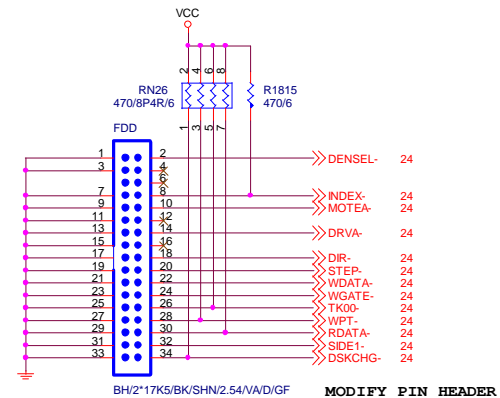 VCC
2 4 6 8
RN26
470/8P4R/6
R1815
470/6
1 3 5 7
FDD
1 2 DENSEL- 24
3 4
6
7 8 INDEX- 24
9 10 MOTEA- 24
11 12
13 14 DRVA- 24
15 16
17 18 DIR- 24
19 20 STEP- 24
21 22 WDATA- 24
23 24 WGATE- 24
25 26 TK00- 24
27 28 WPT- 24
29 30 RDATA- 24
31 32 SIDE1- 24
33 34 DSKCHG- 24
BH/2*17K5/BK/SHN/2.54/VA/D/GF
MODIFY PIN HEADER